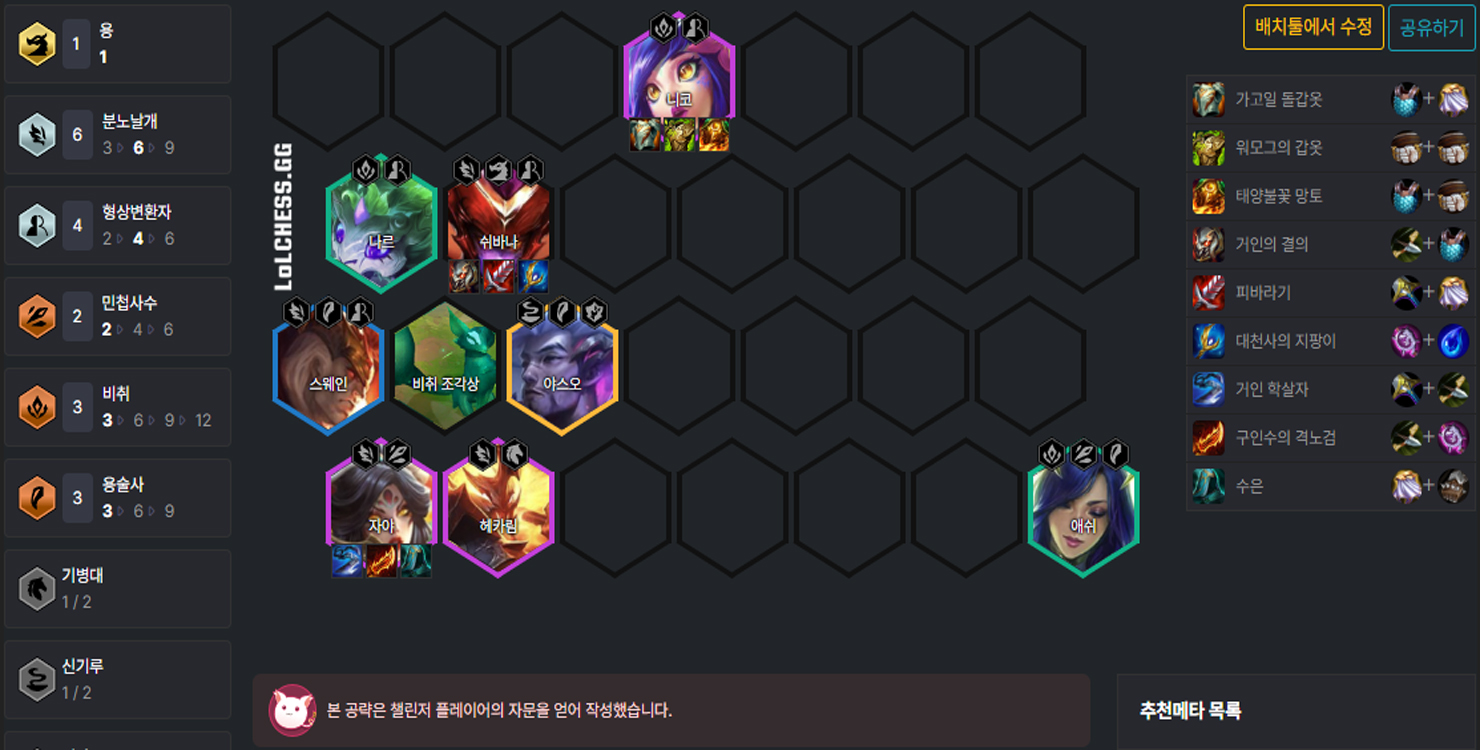 1
용
1
6
분노날개
3 6 9
4
형상변환자
2 4 6
2
민첩사수
2 4 6
3
비취
3 6 9 12
3
용술사
3 6 9
기병대
1 / 2
신기루
1 / 2
LoLCHESS.GG
니코
나르
쉬바나
스웨인
비취 조각상
야스오
자야
헤카림
애쉬
본 공략은 챌린저 플레이어의 자문을 얻어 작성했습니다.
배치툴에서 수정
공유하기
가고일 돌갑옷
+
워모그의 갑옷
+
태양불꽃 망토
+
거인의 결의
+
피바라기
+
대천사의 지팡이
+
거인 학살자
+
구인수의 격노검
+
수은
+
추천메타 목록